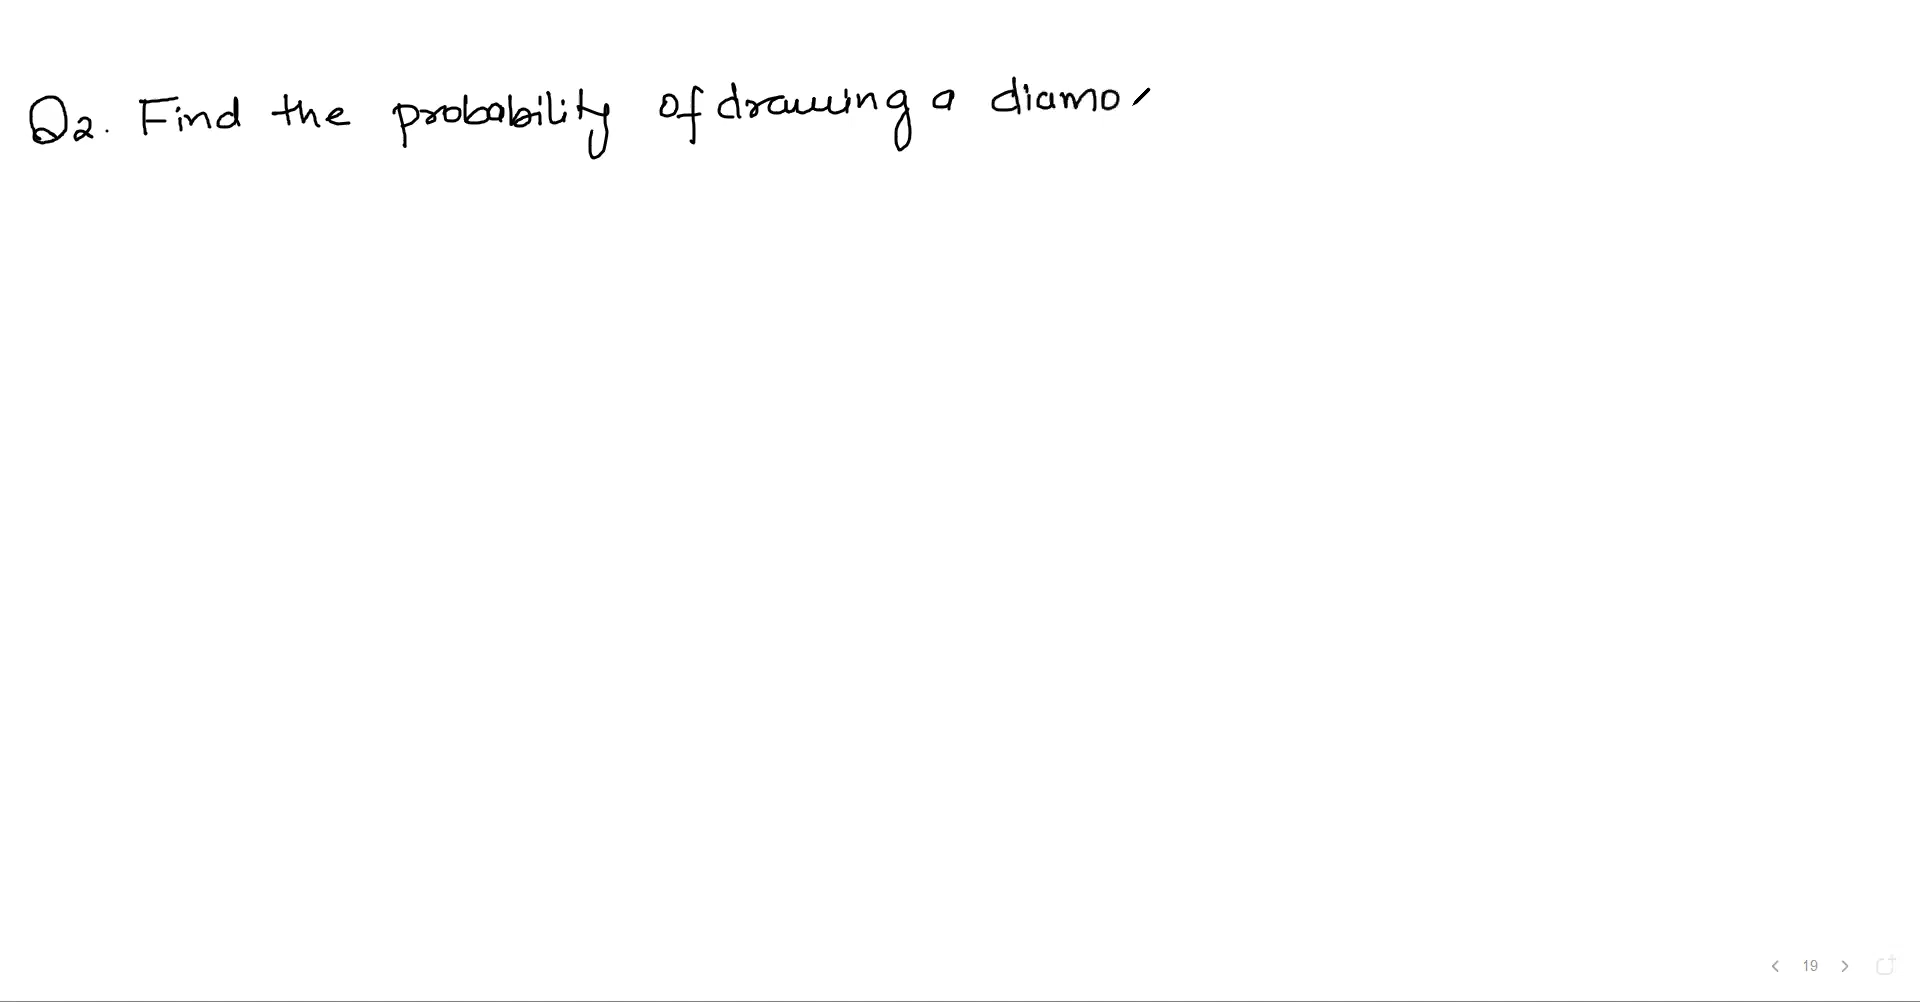 Q2. Find the probability of drawing a diamo
19